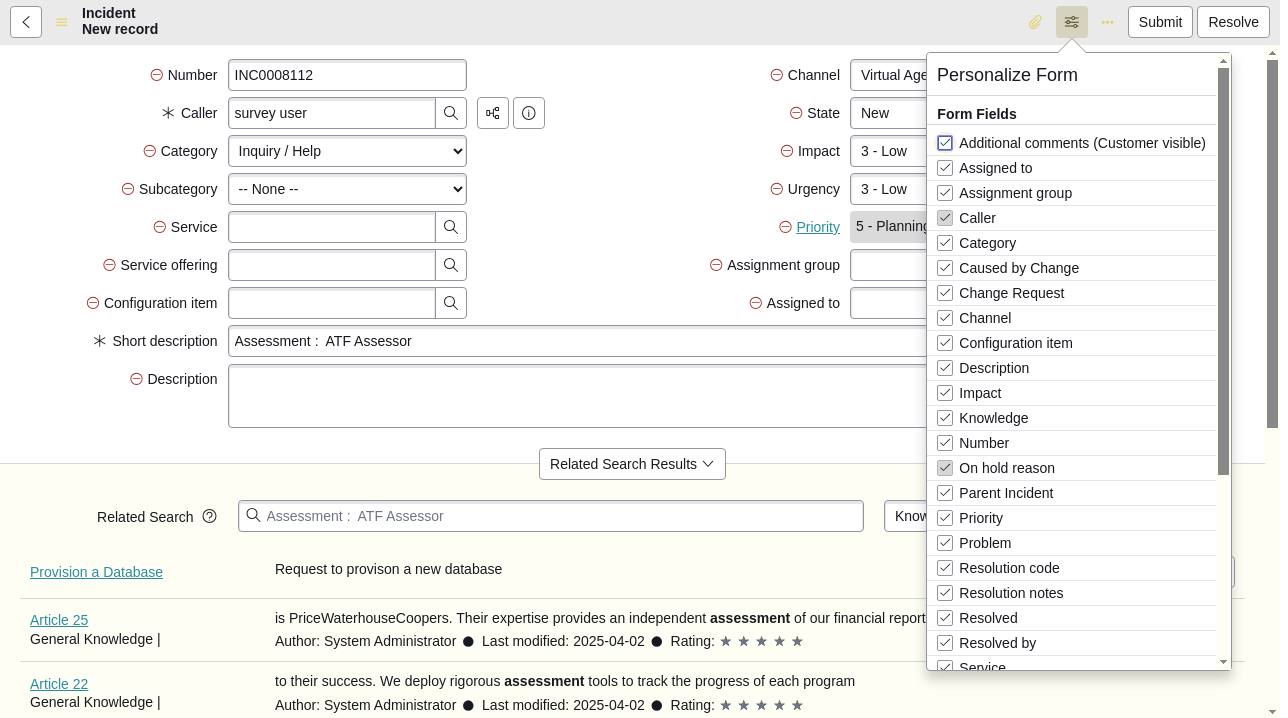 Incident
New record
Submit
Resolve
Number
INC0008112
Caller
survey user
Category
Inquiry / Help
Subcategory
-- None --
Service
Service offering
Configuration item
Short description
Assessment :  ATF Assessor
Description
Channel
Virtual Age
State
New
Impact
3 - Low
Urgency
3 - Low
Priority
5 - Planning
Assignment group
Assigned to
Personalize Form
Form Fields
Additional comments (Customer visible)
Assigned to
Assignment group
Caller
Category
Caused by Change
Change Request
Channel
Configuration item
Description
Impact
Knowledge
Number
On hold reason
Parent Incident
Priority
Problem
Resolution code
Resolution notes
Resolved
Resolved by
Service
Related Search Results
Related Search
Assessment :  ATF Assessor
Know
Provision a Database
Request to provison a new database
Article 25
General Knowledge |
is PriceWaterhouseCoopers. Their expertise provides an independent assessment of our financial report
Author: System Administrator ● Last modified: 2025-04-02 ● Rating: ★ ★ ★ ★ ★
Article 22
General Knowledge |
to their success. We deploy rigorous assessment tools to track the progress of each program
Author: System Administrator ● Last modified: 2025-04-02 ● Rating: ★ ★ ★ ★ ★